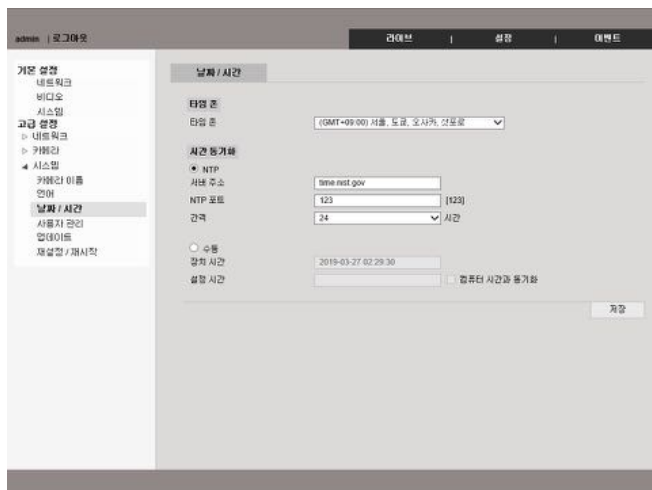 admin | 로그아웃
라이브 | 설정 | 이벤트
기본 설정
네트워크
비디오
시스템
고급 설정
네트워크
카메라
시스템
카메라 이름
언어
날짜 / 시간
사용자 관리
업데이트
재설정 / 재시작
날짜 / 시간
타임 존
타임 존 (GMT+09:00) 서울, 도쿄, 오사카, 삿포로
시간 동기화
NTP
서버 주소 time.nist.gov
NTP 포트 123 [123]
간격 24 시간
수동
장치 시간 2019-03-27 02:29:30
설정 시간 컴퓨터 시간과 동기화
저장